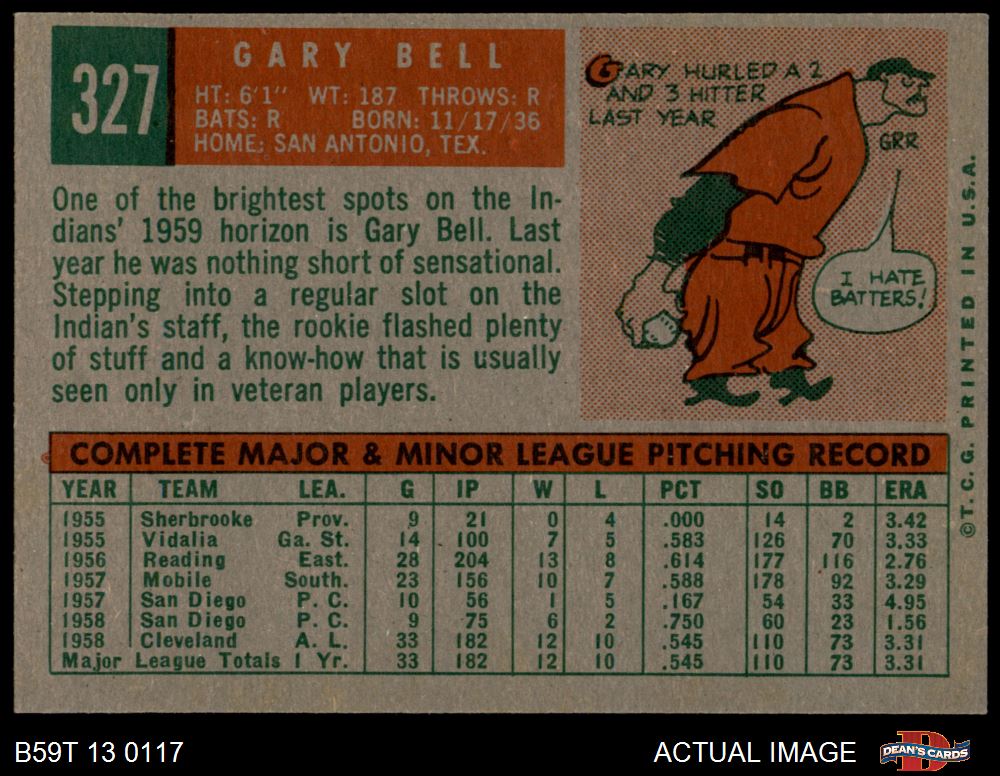 327
GARY BELL
HT: 6'1" WT: 187 THROWS: R
BATS: R BORN: 11/17/36
HOME: SAN ANTONIO, TEX.
GARY HURLED A 2
AND 3 HITTER
LAST YEAR
GRR
I HATE
BATTERS!
One of the brightest spots on the In-
dians' 1959 horizon is Gary Bell. Last
year he was nothing short of sensational.
Stepping into a regular slot on the
Indian's staff, the rookie flashed plenty
of stuff and a know-how that is usually
seen only in veteran players.
COMPLETE MAJOR & MINOR LEAGUE PITCHING RECORD
YEAR TEAM LEA. G IP W L PCT SO BB ERA
1955 Sherbrooke Prov. 9 21 0 4 .000 14 2 3.42
1955 Vidalia Ga. St. 14 100 7 5 .583 126 70 3.33
1956 Reading East. 28 204 13 8 .614 177 116 2.76
1957 Mobile South. 23 156 10 7 .588 178 92 3.29
1957 San Diego P. C. 10 56 1 5 .167 54 33 4.95
1958 San Diego P. C. 9 75 6 2 .750 60 23 1.56
1958 Cleveland A. L. 33 182 12 10 .545 110 73 3.31
Major League Totals 1 Yr. 33 182 12 10 .545 110 73 3.31
©T. C. G. PRINTED IN U.S.A.
B59T 13 0117
ACTUAL IMAGE
DEAN'S CARDS